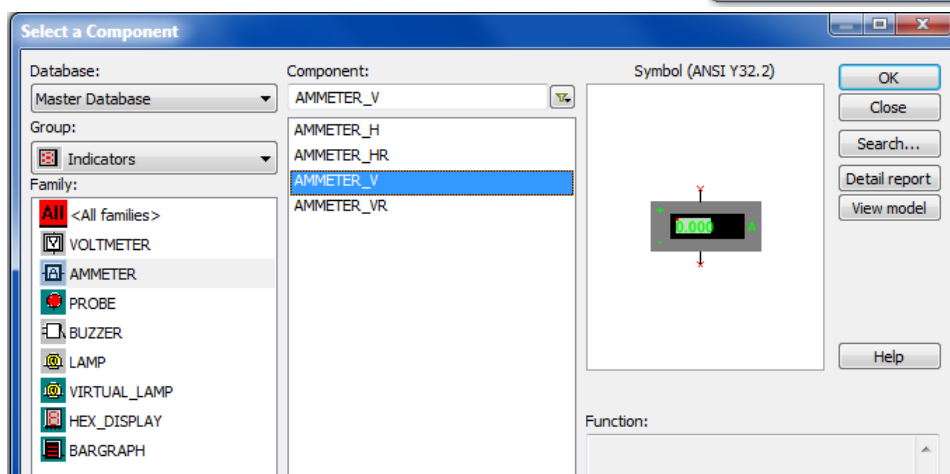 Select a Component
Database:
Master Database
Group:
Indicators
Family:
All <All families>
VOLTMETER
AMMETER
PROBE
BUZZER
LAMP
VIRTUAL_LAMP
HEX_DISPLAY
BARGRAPH
Component:
AMMETER_V
AMMETER_H
AMMETER_HR
AMMETER_V
AMMETER_VR
Symbol (ANSI Y32.2)
+
0.000 A
-
Function:
OK
Close
Search...
Detail report
View model
Help